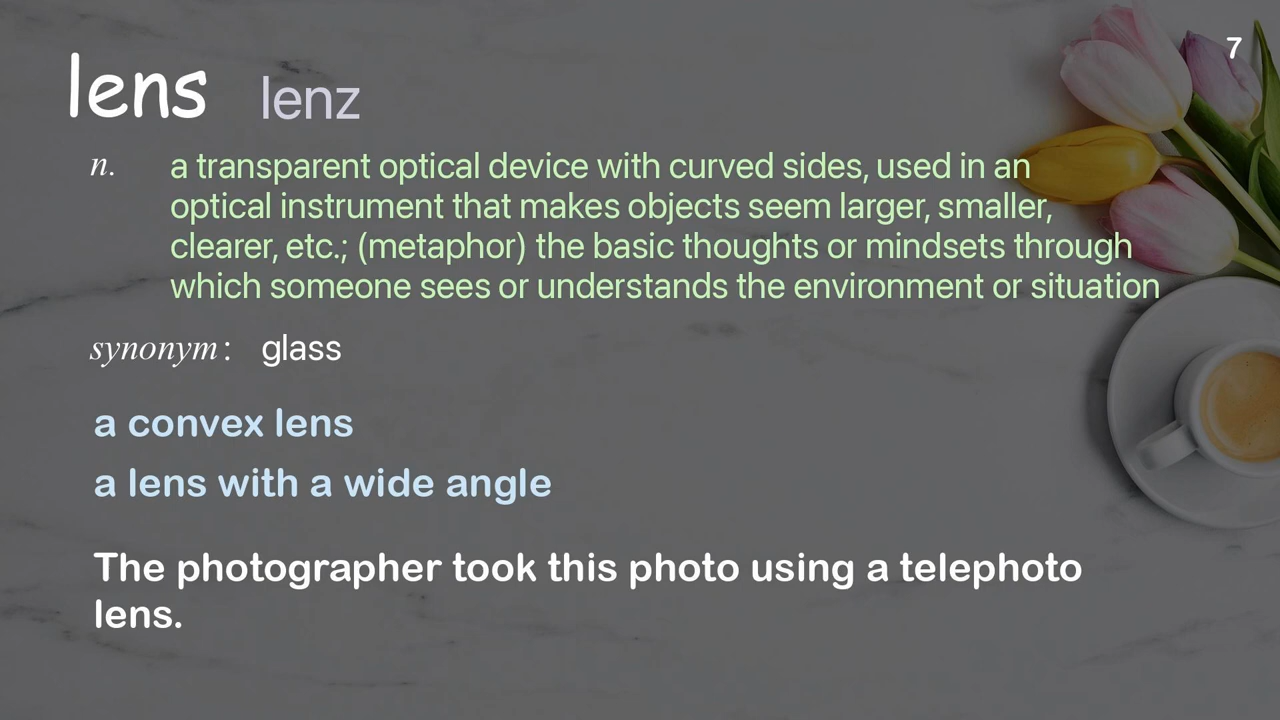 7
lens lenz
n. a transparent optical device with curved sides, used in an
optical instrument that makes objects seem larger, smaller,
clearer, etc.; (metaphor) the basic thoughts or mindsets through
which someone sees or understands the environment or situation
synonym: glass
a convex lens
a lens with a wide angle
The photographer took this photo using a telephoto
lens.